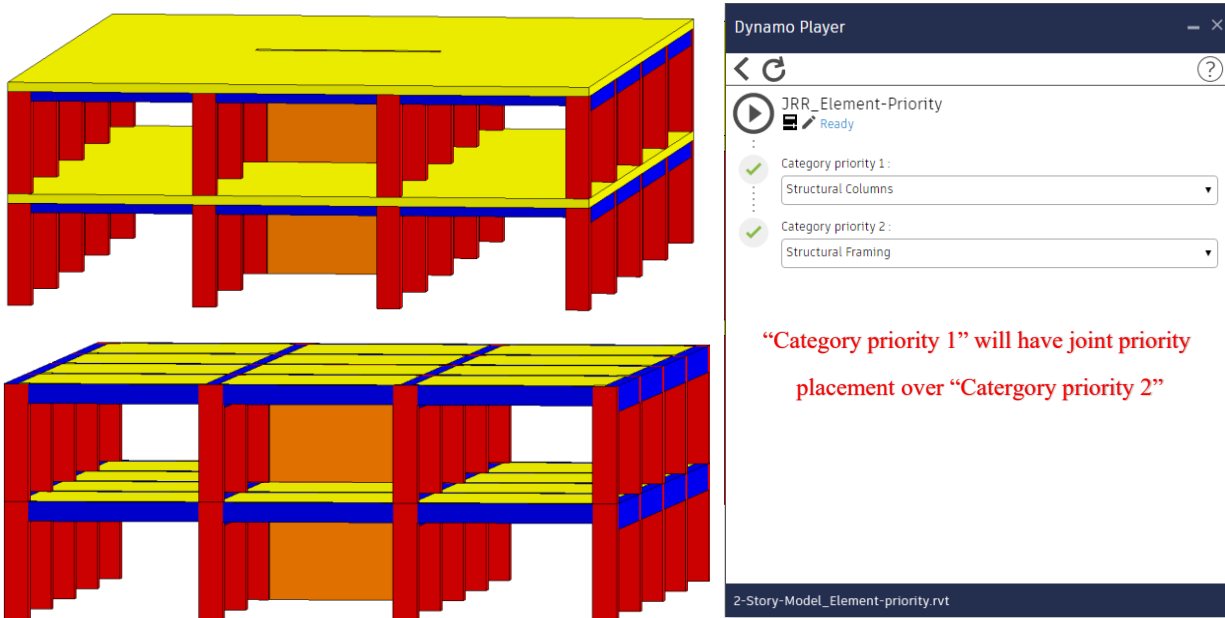 Dynamo Player
JRR_Element-Priority
Ready
Category priority 1 :
Structural Columns
Category priority 2 :
Structural Framing
“Category priority 1” will have joint priority
placement over “Catergory priority 2”
2-Story-Model_Element-priority.rvt